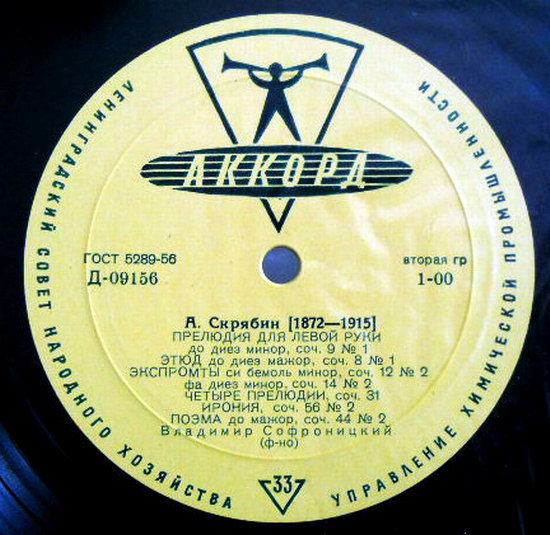 ЛЕНИНГРАДСКИЙ СОВЕТ НАРОДНОГО ХОЗЯЙСТВА
УПРАВЛЕНИЕ ХИМИЧЕСКОЙ ПРОМЫШЛЕННОСТИ
АККОРД
ГОСТ 5289-56
вторая гр
Д-09156
1-00
А. Скрябин [1872—1915]
ПРЕЛЮДИЯ ДЛЯ ЛЕВОЙ РУКИ
до диез минор, соч. 9 № 1
ЭТЮД до диез мажор, соч. 8 № 1
ЭКСПРОМТЫ си бемоль минор, соч. 12 № 2
фа диез минор, соч. 14 № 2
ЧЕТЫРЕ ПРЕЛЮДИИ, соч. 31
ИРОНИЯ, соч. 56 № 2
ПОЭМА до мажор, соч. 44 № 2
Владимир Софроницкий
(ф-но)
33